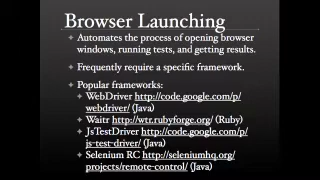 Browser Launching
Automates the process of opening browser
windows, running tests, and getting results.
Frequently require a specific framework.
Popular frameworks:
WebDriver http://code.google.com/p/
webdriver/ (Java)
Waitr http://wtr.rubyforge.org/ (Ruby)
JsTestDriver http://code.google.com/p/
js-test-driver/ (Java)
Selenium RC http://seleniumhq.org/
projects/remote-control/ (Java)